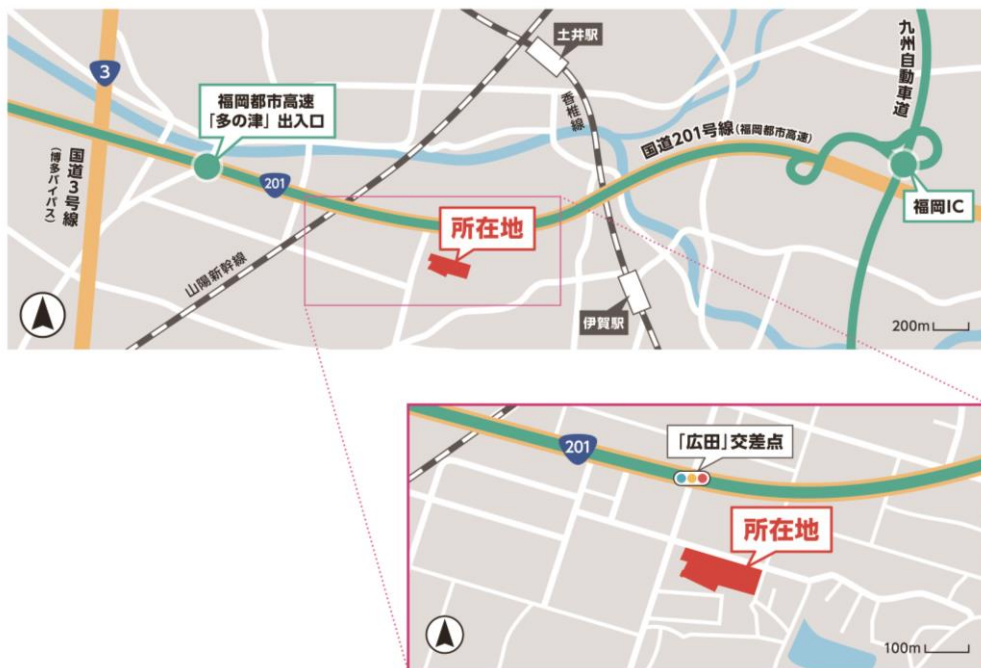 土井駅
3
福岡都市高速
「多の津」出入口
香椎線
九州自動車道
国道201号線(福岡都市高速)
国道3号線
(博多バイパス)
201
福岡IC
所在地
山陽新幹線
伊賀駅
200m
201
「広田」交差点
所在地
100m